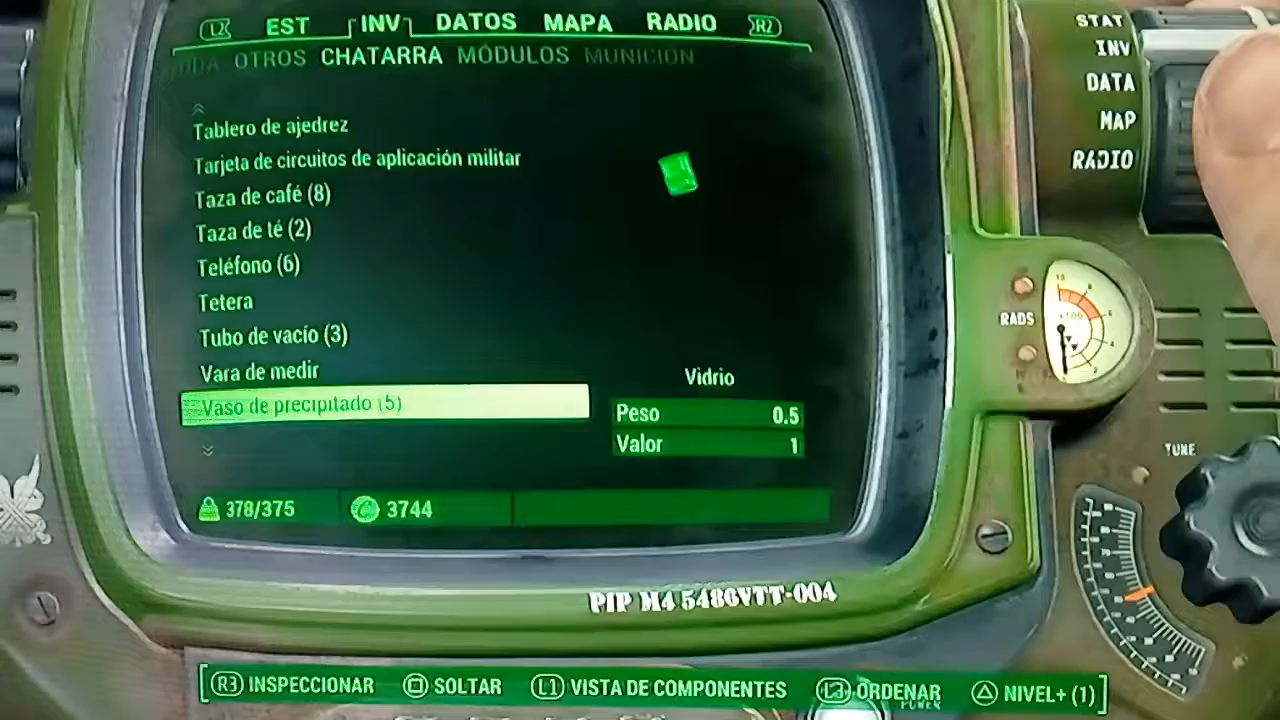 L2 EST INV DATOS MAPA RADIO R2
OTROS CHATARRA MÓDULOS MUNICIÓN
Tablero de ajedrez
Tarjeta de circuitos de aplicación militar
Taza de café (8)
Taza de té (2)
Teléfono (6)
Tetera
Tubo de vacío (3)
Vara de medir
Vaso de precipitado (5)
Vidrio
Peso 0.5
Valor 1
378/375 3744
PIP M4 5486VTT-004
STAT
INV
DATA
MAP
RADIO
RADS
TUNE
R3 INSPECCIONAR SOLTAR L1 VISTA DE COMPONENTES L3 ORDENAR NIVEL+ (1)
POWER